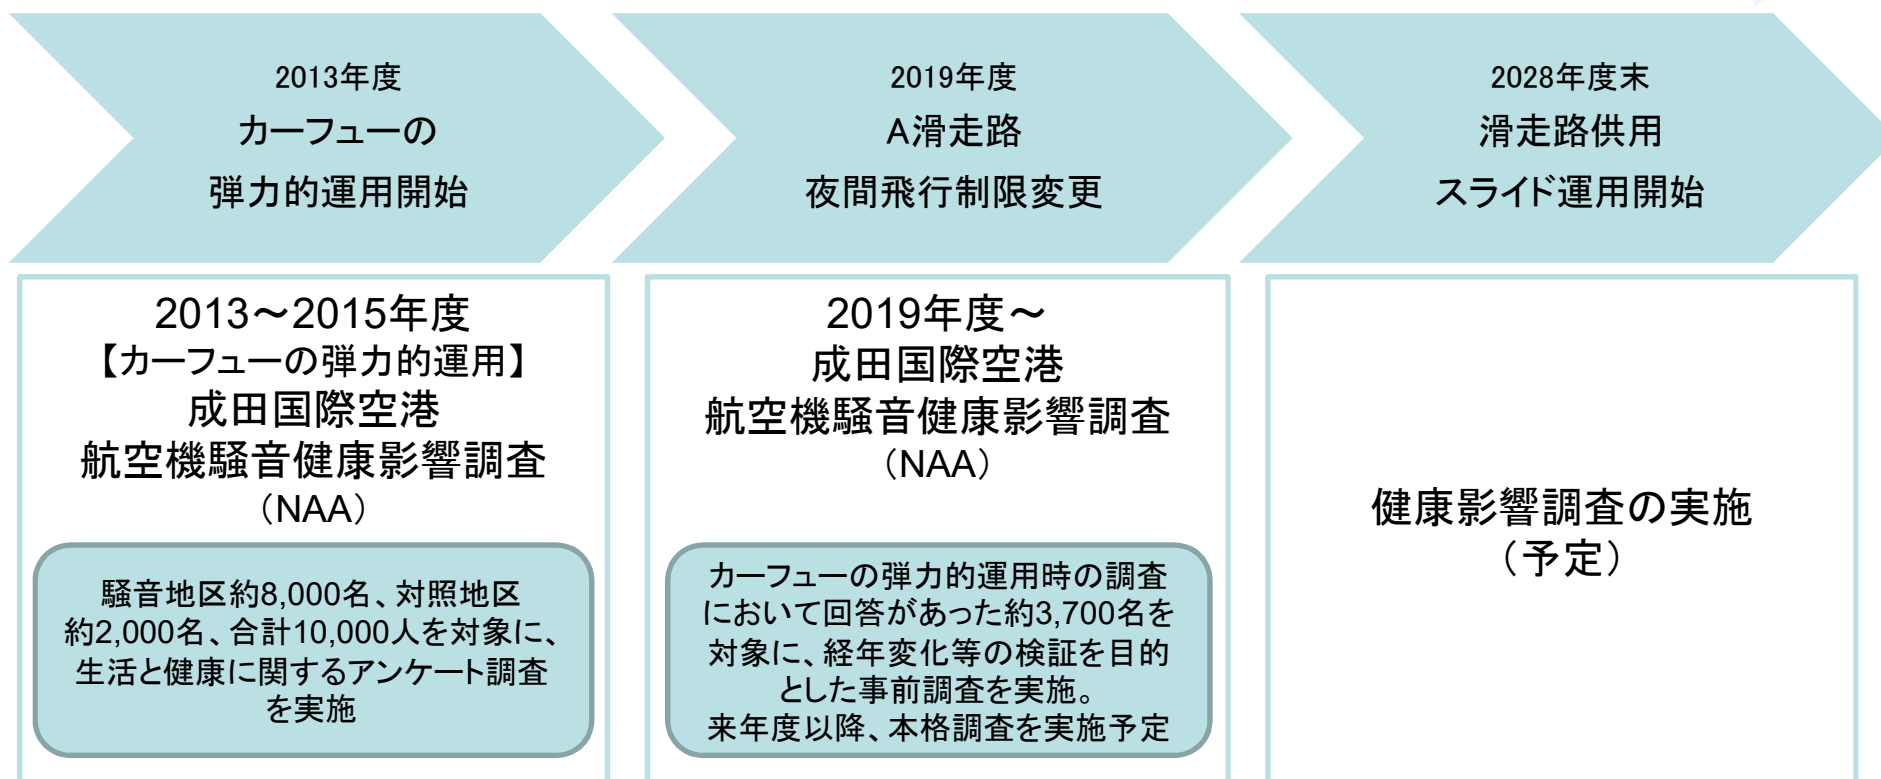 2013年度
カーフューの
弾力的運用開始
2019年度
A滑走路
夜間飛行制限変更
2028年度末
滑走路供用
スライド運用開始
2013～2015年度
【カーフューの弾力的運用】
成田国際空港
航空機騒音健康影響調査
（NAA）
騒音地区約8,000名、対照地区
約2,000名、合計10,000人を対象に、
生活と健康に関するアンケート調査
を実施
2019年度～
成田国際空港
航空機騒音健康影響調査
（NAA）
カーフューの弾力的運用時の調査
において回答があった約3,700名を
対象に、経年変化等の検証を目的
とした事前調査を実施。
来年度以降、本格調査を実施予定
健康影響調査の実施
（予定）